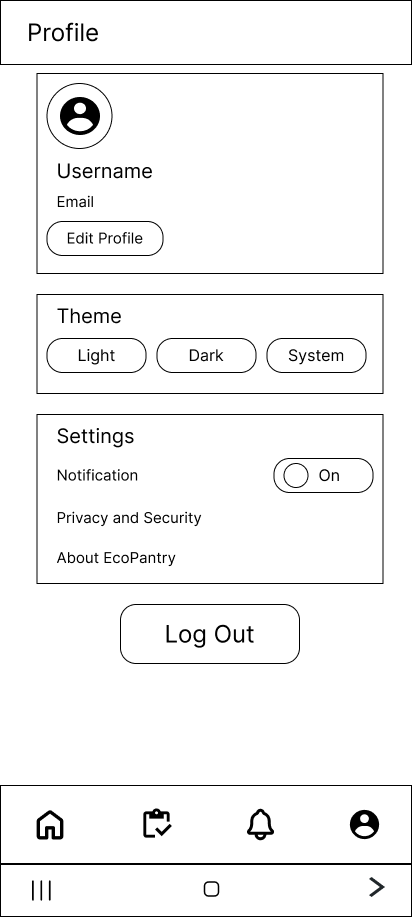 Profile
Username
Email
Edit Profile
Theme
Light Dark System
Settings
Notification On
Privacy and Security
About EcoPantry
Log Out